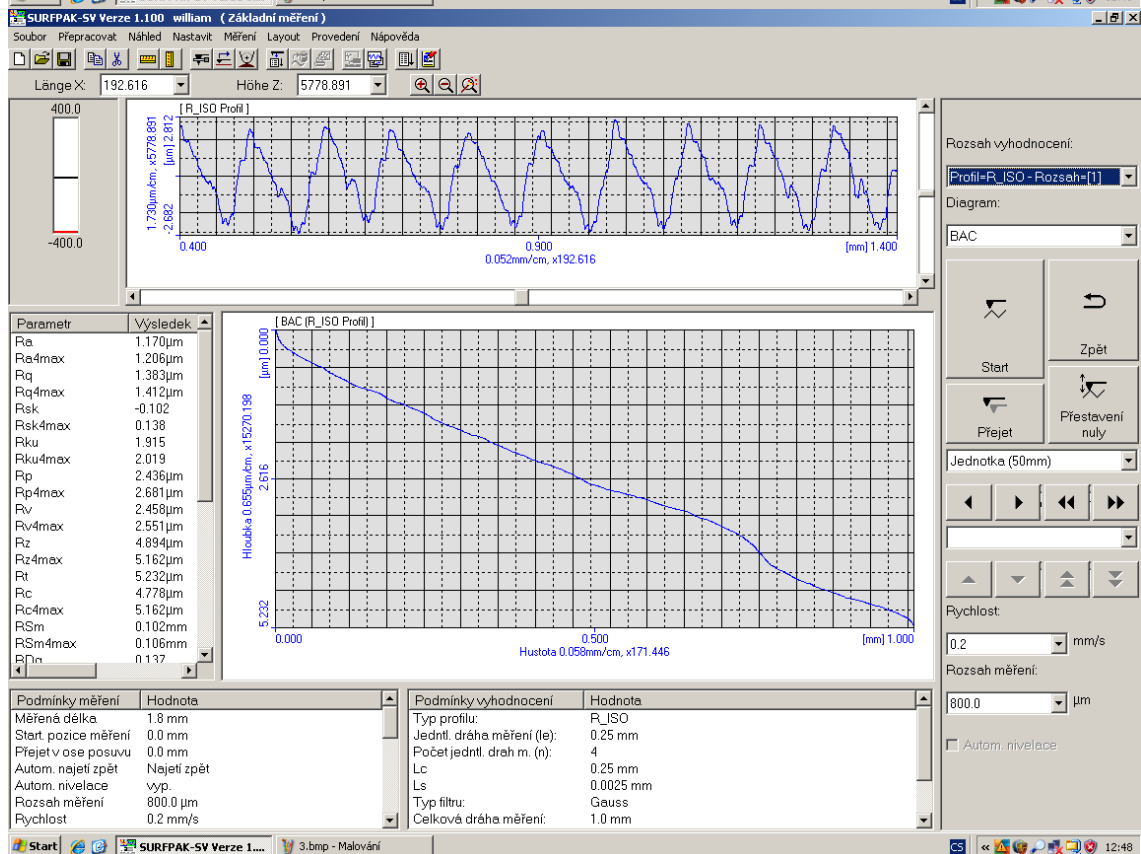 SURFPAK-SV Verze 1.100 william ( Základní měření )
Soubor Přepracovat Náhled Nastavit Měření Layout Provedení Nápověda
Länge X: 192.616 Höhe Z: 5778.891
400.0
-400.0
[ R_ISO Profil ]
1.730µm/cm, x5778.891
-2.682 [µm] 2.812
0.400 0.900 [mm] 1.400
0.052mm/cm, x192.616
Rozsah vyhodnocení:
Profil=R_ISO - Rozsah=[1]
Diagram:
BAC
Start
Zpět
Přejet
Přestavení nuly
Jednotka (50mm)
Rychlost:
0.2 mm/s
Rozsah měření:
800.0 µm
Autom. nivelace
Parametr Výsledek
Ra 1.170µm
Ra4max 1.206µm
Rq 1.383µm
Rq4max 1.412µm
Rsk -0.102
Rsk4max 0.138
Rku 1.915
Rku4max 2.019
Rp 2.436µm
Rp4max 2.681µm
Rv 2.458µm
Rv4max 2.551µm
Rz 4.894µm
Rz4max 5.162µm
Rt 5.232µm
Rc 4.778µm
Rc4max 5.162µm
RSm 0.102mm
RSm4max 0.106mm
RDq 0.137
[ BAC (R_ISO Profil) ]
Hloubka 0.655µm/cm, x15270.198
5.232 2.616 [µm] 0.000
0.000 0.500 [mm] 1.000
Hustota 0.058mm/cm, x171.446
Podmínky měření Hodnota
Měřená délka 1.8 mm
Start. pozice měření 0.0 mm
Přejet v ose posuvu 0.0 mm
Autom. najetí zpět Najetí zpět
Autom. nivelace vyp.
Rozsah měření 800.0 µm
Rychlost 0.2 mm/s
Podmínky vyhodnocení Hodnota
Typ profilu: R_ISO
Jedntl. dráha měření (le): 0.25 mm
Počet jedntl. drah m. (n): 4
Lc 0.25 mm
Ls 0.0025 mm
Typ filtru: Gauss
Celková dráha měření: 1.0 mm
Start SURFPAK-SV Verze 1.... 3.bmp - Malování CS 12:48